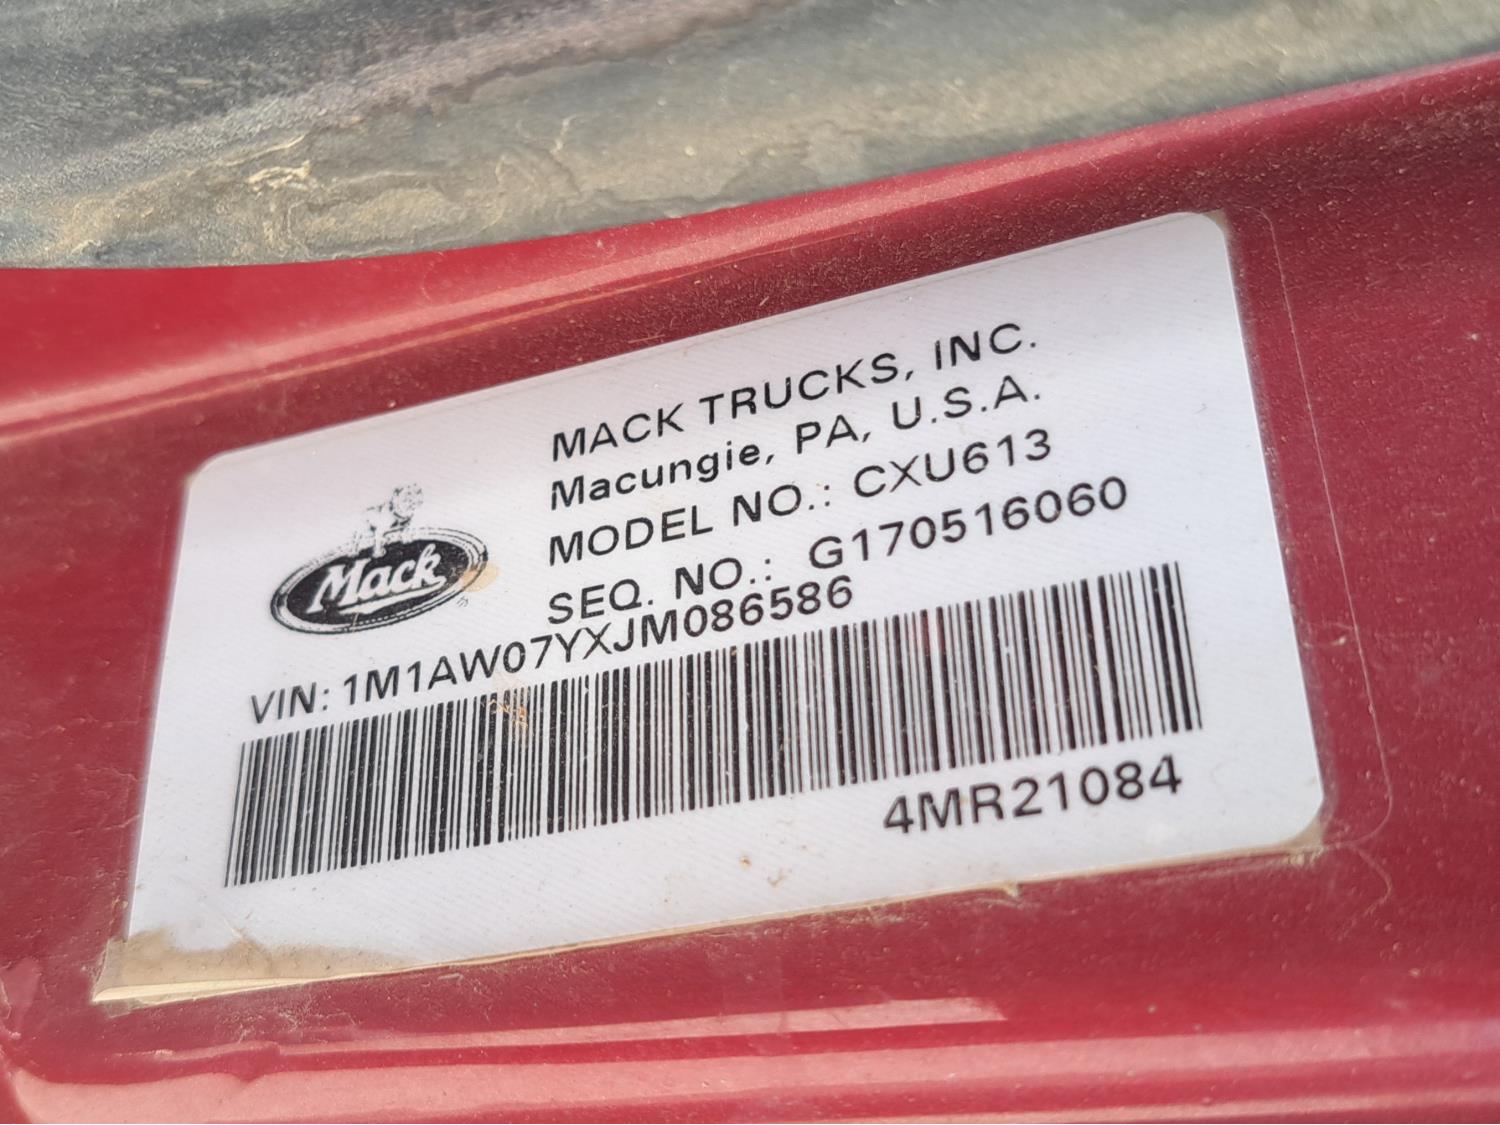 MACK TRUCKS, INC.
Macungie, PA, U.S.A.
MODEL NO.: CXU613
SEQ. NO.: G170516060
Mack
VIN: 1M1AW07YXJM086586
4MR21084